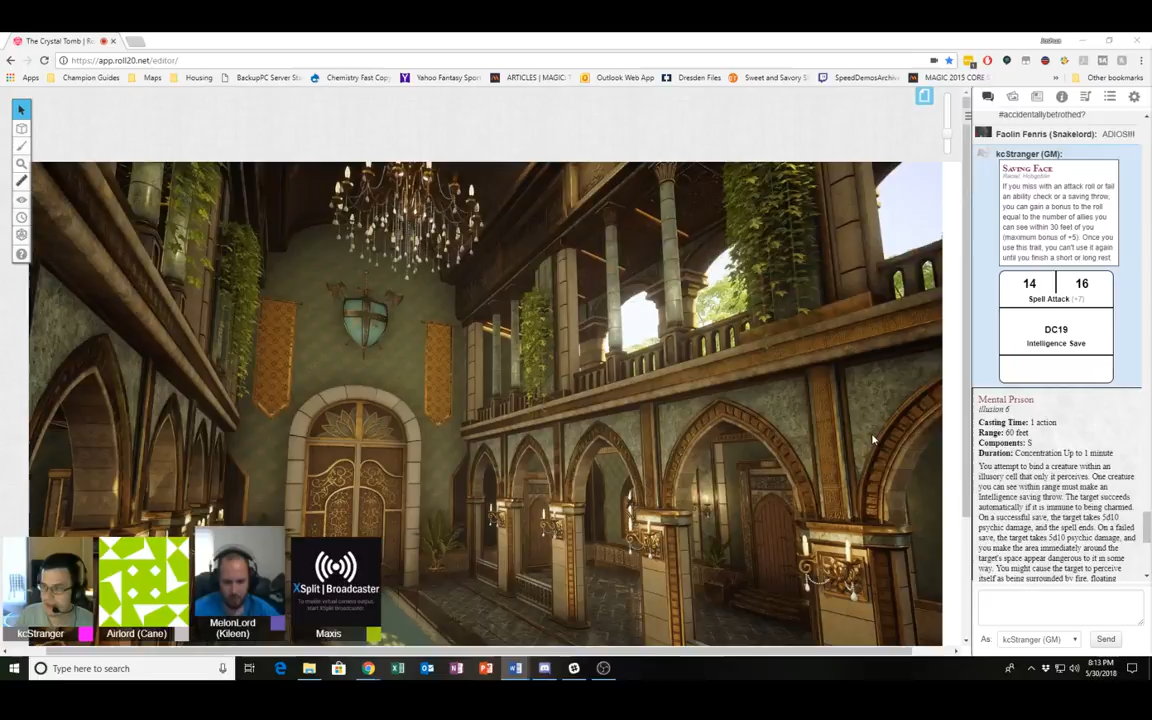 The Crystal Tomb | Ro
Joshua
https://app.roll20.net/editor/
Apps
Champion Guides
Maps
Housing
BackupPC Server Sta
Chemistry Fast Copy
Yahoo Fantasy Sport
ARTICLES | MAGIC: T
Outlook Web App
Dresden Files
Sweet and Savory S
SpeedDemosArchive
MAGIC 2015 CORE
Other bookmarks
#accidentallybetrothed?
Faolin Fenris (Snakelord): ADIOS!!!
kcStranger (GM):
SAVING FACE
Racial: Hobgoblin
If you miss with an attack roll or fail
an ability check or a saving throw,
you can gain a bonus to the roll
equal to the number of allies you
can see within 30 feet of you
(maximum bonus of +5). Once you
use this trait, you can't use it again
until you finish a short or long rest.
14 16
Spell Attack (+7)
DC19
Intelligence Save
Mental Prison
illusion 6
Casting Time: 1 action
Range: 60 feet
Components: S
Duration: Concentration Up to 1 minute
You attempt to bind a creature within an
illusory cell that only it perceives. One creature
you can see within range must make an
Intelligence saving throw. The target succeeds
automatically if it is immune to being charmed.
On a successful save, the target takes 5d10
psychic damage, and the spell ends. On a failed
save, the target takes 5d10 psychic damage, and
you make the area immediately around the
target's space appear dangerous to it in some
way. You might cause the target to perceive
itself as being surrounded by fire, floating
As: kcStranger (GM)
Send
kcStranger
Airlord (Cane)
MelonLord
(Kileen)
XSplit | Broadcaster
start XSplit Broadcaster
Maxis
Type here to search
8:13 PM
5/30/2018